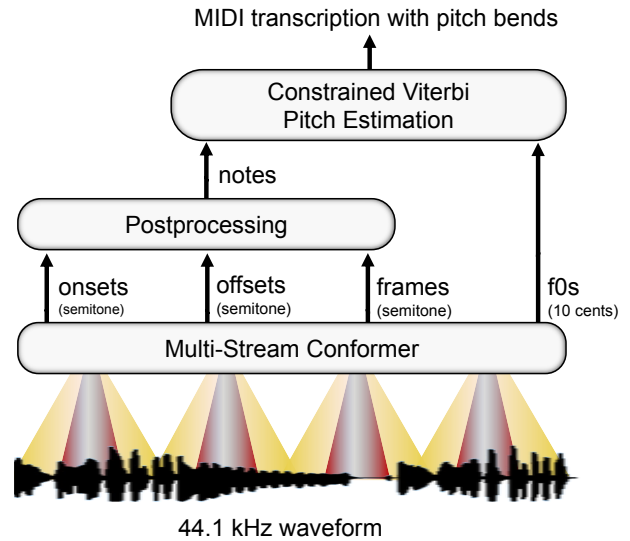 MIDI transcription with pitch bends
Constrained Viterbi
Pitch Estimation
notes
Postprocessing
onsets
(semitone)
offsets
(semitone)
frames
(semitone)
f0s
(10 cents)
Multi-Stream Conformer
44.1 kHz waveform